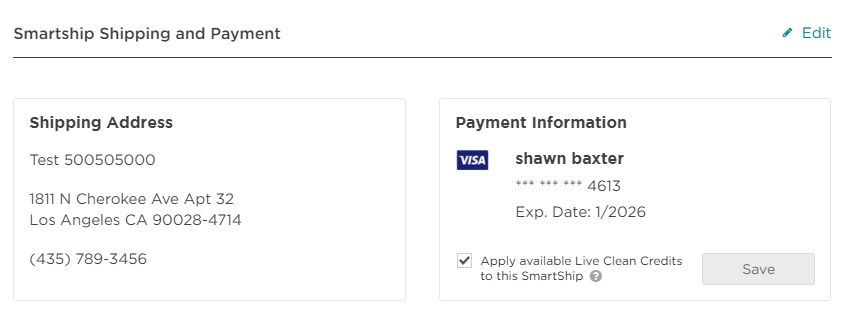 Smartship Shipping and Payment
Edit
Shipping Address
Test 500505000
1811 N Cherokee Ave Apt 32
Los Angeles CA 90028-4714
(435) 789-3456
Payment Information
VISA
shawn baxter
*** *** *** 4613
Exp. Date: 1/2026
Apply available Live Clean Credits
to this SmartShip ?
Save